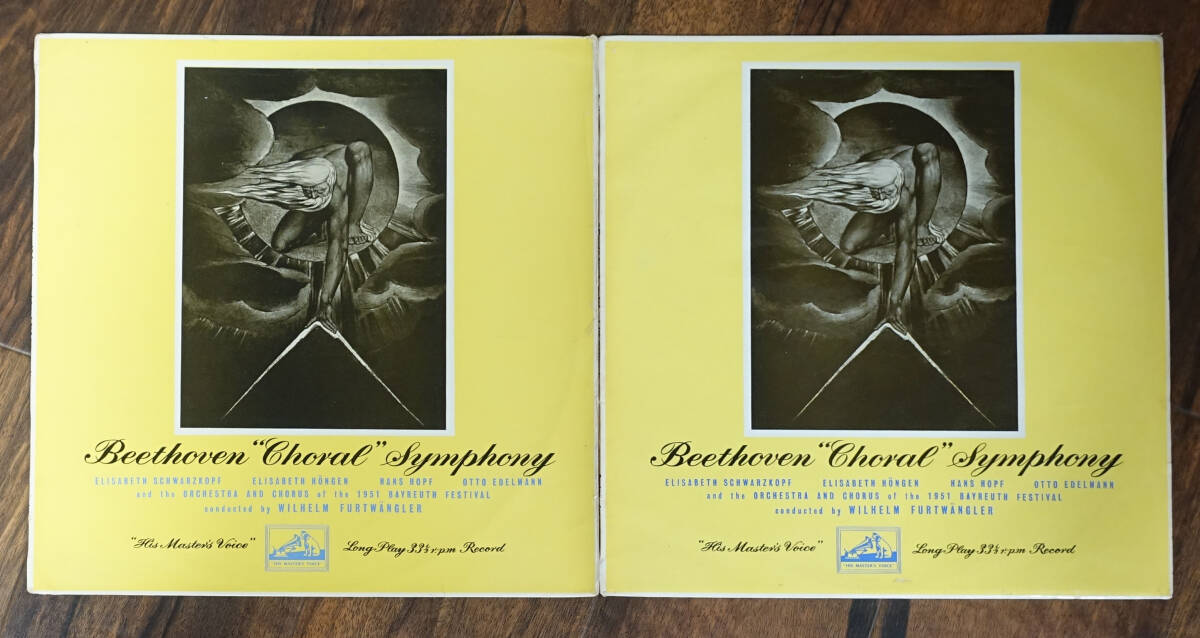 Beethoven “Choral” Symphony
ELISABETH SCHWARZKOPF ELISABETH HÖNGEN HANS HOPF OTTO EDELMANN
and the ORCHESTRA AND CHORUS of the 1951 BAYREUTH FESTIVAL
conducted by WILHELM FURTWÄNGLER
“His Master's Voice” Long-Play 33⅓ r.p.m Record
"HIS MASTER'S VOICE"
Beethoven “Choral” Symphony
ELISABETH SCHWARZKOPF ELISABETH HÖNGEN HANS HOPF OTTO EDELMANN
and the ORCHESTRA AND CHORUS of the 1951 BAYREUTH FESTIVAL
conducted by WILHELM FURTWÄNGLER
“His Master's Voice” Long-Play 33⅓ r.p.m Record
"HIS MASTER'S VOICE"